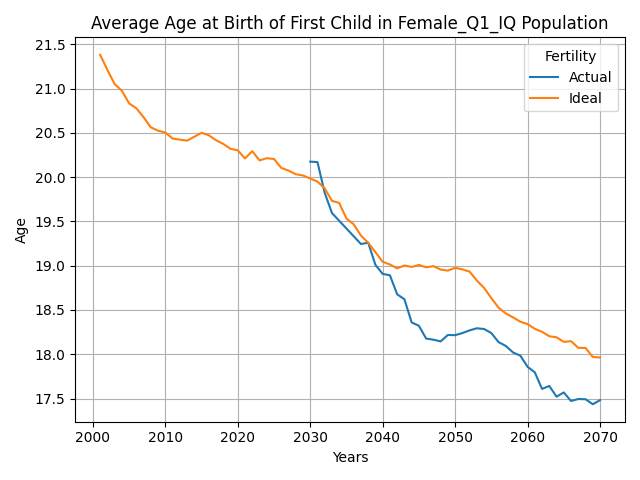 Average Age at Birth of First Child in Female_Q1_IQ Population
Fertility
Actual
Ideal
Age
21.5
21.0
20.5
20.0
19.5
19.0
18.5
18.0
17.5
2000 2010 2020 2030 2040 2050 2060 2070
Years